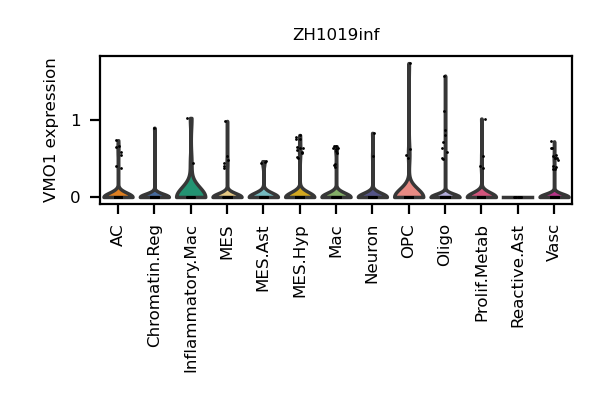 ZH1019inf
VMO1 expression
1
0
AC
Chromatin.Reg
Inflammatory.Mac
MES
MES.Ast
MES.Hyp
Mac
Neuron
OPC
Oligo
Prolif.Metab
Reactive.Ast
Vasc